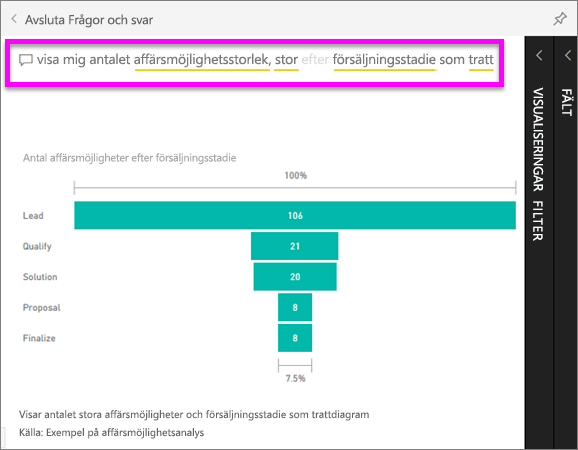 Avsluta Frågor och svar
visa mig antalet affärsmöjlighetsstorlek, stor efter försäljningsstadie som tratt
VISUALISERINGAR
FILTER
FÄLT
Antal affärsmöjligheter efter försäljningsstadie
100%
Lead 106
Qualify 21
Solution 20
Proposal 8
Finalize 8
7.5%
Visar antalet stora affärsmöjligheter och försäljningsstadie som trattdiagram
Källa: Exempel på affärsmöjlighetsanalys